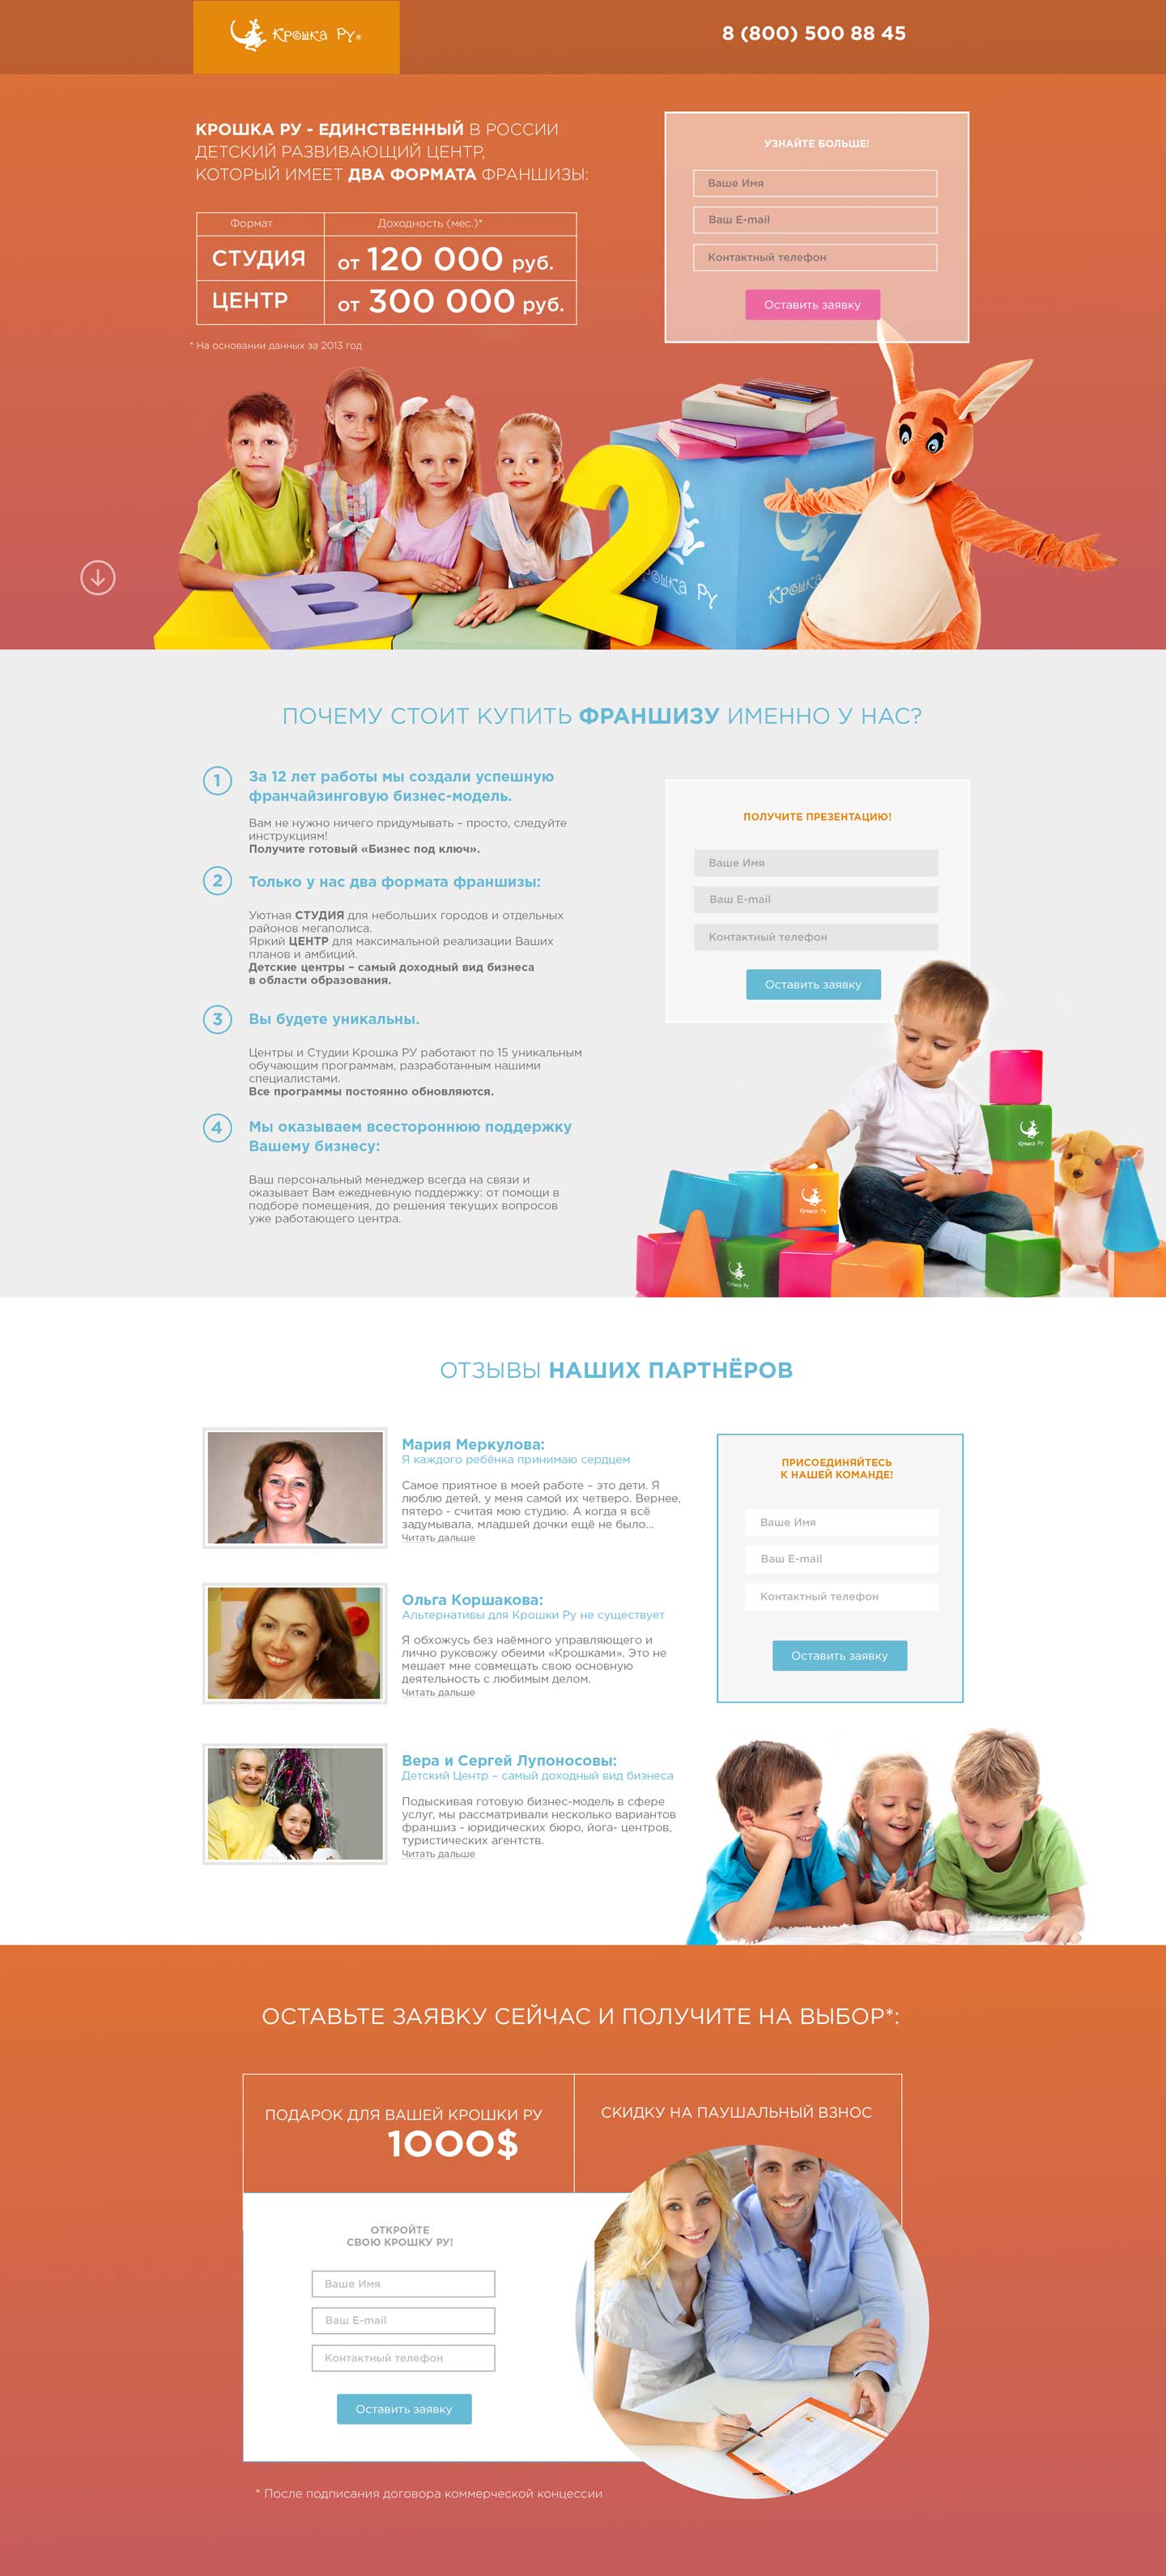 Крошка Ру®
8 (800) 500 88 45
КРОШКА РУ - ЕДИНСТВЕННЫЙ В РОССИИ
ДЕТСКИЙ РАЗВИВАЮЩИЙ ЦЕНТР,
КОТОРЫЙ ИМЕЕТ ДВА ФОРМАТА ФРАНШИЗЫ:
Формат Доходность (мес.)*
СТУДИЯ от 120 000 руб.
ЦЕНТР от 300 000 руб.
* На основании данных за 2013 год
УЗНАЙТЕ БОЛЬШЕ!
Ваше Имя
Ваш E-mail
Контактный телефон
Оставить заявку
B
2
Крошка Ру
Крошка
ПОЧЕМУ СТОИТ КУПИТЬ ФРАНШИЗУ ИМЕННО У НАС?
1 За 12 лет работы мы создали успешную
франчайзинговую бизнес-модель.
Вам не нужно ничего придумывать – просто, следуйте
инструкциям!
Получите готовый «Бизнес под ключ».
2 Только у нас два формата франшизы:
Уютная СТУДИЯ для небольших городов и отдельных
районов мегаполиса.
Яркий ЦЕНТР для максимальной реализации Ваших
планов и амбиций.
Детские центры – самый доходный вид бизнеса
в области образования.
3 Вы будете уникальны.
Центры и Студии Крошка РУ работают по 15 уникальным
обучающим программам, разработанным нашими
специалистами.
Все программы постоянно обновляются.
4 Мы оказываем всестороннюю поддержку
Вашему бизнесу:
Ваш персональный менеджер всегда на связи и
оказывает Вам ежедневную поддержку: от помощи в
подборе помещения, до решения текущих вопросов
уже работающего центра.
ПОЛУЧИТЕ ПРЕЗЕНТАЦИЮ!
Ваше Имя
Ваш E-mail
Контактный телефон
Оставить заявку
Крошка Ру
Крошка Ру
Крошка Ру
ОТЗЫВЫ НАШИХ ПАРТНЁРОВ
Мария Меркулова:
Я каждого ребёнка принимаю сердцем
Самое приятное в моей работе – это дети. Я
люблю детей, у меня самой их четверо. Вернее,
пятеро - считая мою студию. А когда я всё
задумывала, младшей дочки ещё не было...
Читать дальше
Ольга Коршакова:
Альтернативы для Крошки Ру не существует
Я обхожусь без наёмного управляющего и
лично руковожу обеими «Крошками». Это не
мешает мне совмещать свою основную
деятельность с любимым делом.
Читать дальше
Вера и Сергей Лупоносовы:
Детский Центр – самый доходный вид бизнеса
Подыскивая готовую бизнес-модель в сфере
услуг, мы рассматривали несколько вариантов
франшиз - юридических бюро, йога- центров,
туристических агентств.
Читать дальше
ПРИСОЕДИНЯЙТЕСЬ
К НАШЕЙ КОМАНДЕ!
Ваше Имя
Ваш E-mail
Контактный телефон
Оставить заявку
ОСТАВЬТЕ ЗАЯВКУ СЕЙЧАС И ПОЛУЧИТЕ НА ВЫБОР*:
ПОДАРОК ДЛЯ ВАШЕЙ КРОШКИ РУ
1000$
СКИДКУ НА ПАУШАЛЬНЫЙ ВЗНОС
ОТКРОЙТЕ
СВОЮ КРОШКУ РУ!
Ваше Имя
Ваш E-mail
Контактный телефон
Оставить заявку
* После подписания договора коммерческой концессии